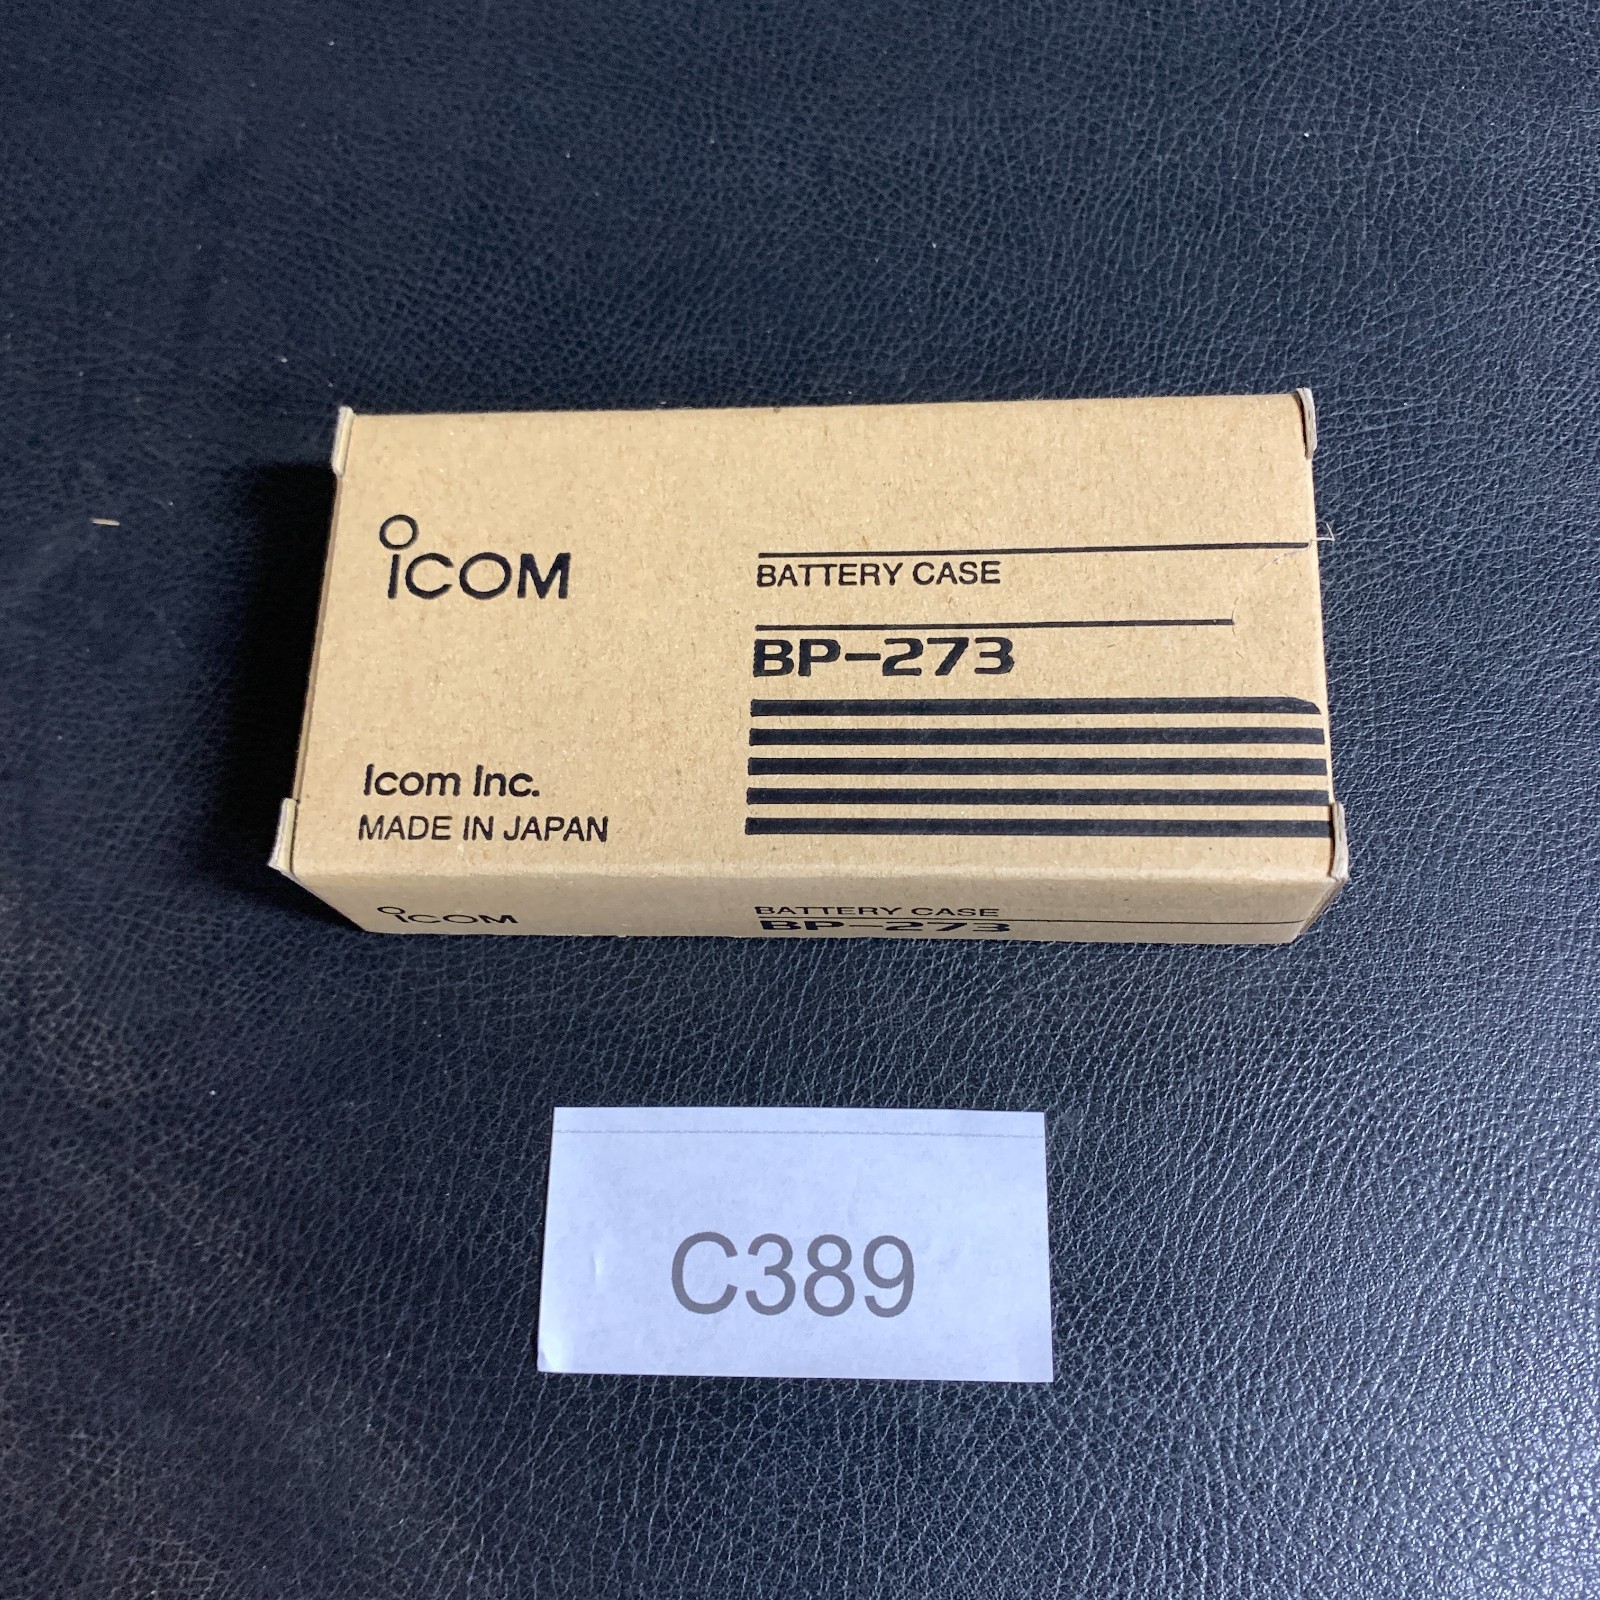 iCOM
BATTERY CASE
BP-273
Icom Inc.
MADE IN JAPAN
iCOM
BATTERY CASE
BP-273
C389